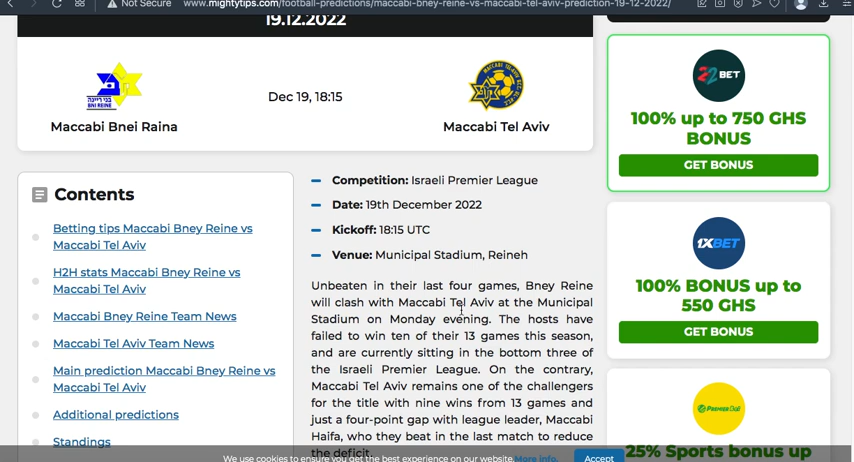 Not Secure www.mightytips.com/football-predictions/maccabi-bney-reine-vs-maccabi-tel-aviv-prediction-19-12-2022/
19.12.2022
Maccabi Bnei Raina
Dec 19, 18:15
Maccabi Tel Aviv
Contents
Betting tips Maccabi Bney Reine vs
Maccabi Tel Aviv
H2H stats Maccabi Bney Reine vs
Maccabi Tel Aviv
Maccabi Bney Reine Team News
Maccabi Tel Aviv Team News
Main prediction Maccabi Bney Reine vs
Maccabi Tel Aviv
Additional predictions
Standings
Competition: Israeli Premier League
Date: 19th December 2022
Kickoff: 18:15 UTC
Venue: Municipal Stadium, Reineh
Unbeaten in their last four games, Bney Reine
will clash with Maccabi Tel Aviv at the Municipal
Stadium on Monday evening. The hosts have
failed to win ten of their 13 games this season,
and are currently sitting in the bottom three of
the Israeli Premier League. On the contrary,
Maccabi Tel Aviv remains one of the challengers
for the title with nine wins from 13 games and
just a four-point gap with league leader, Maccabi
Haifa, who they beat in the last match to reduce
the deficit.
22BET
100% up to 750 GHS
BONUS
GET BONUS
1XBET
100% BONUS up to
550 GHS
GET BONUS
PremierBet
25% Sports bonus up
We use cookies to ensure you get the best experience on our website. More info. Accept